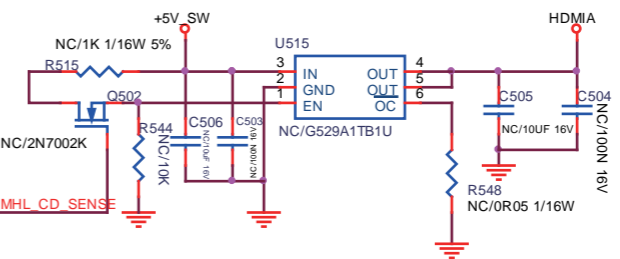 +5V_SW
HDMIA
NC/1K 1/16W 5%
U515
R515
3 IN OUT 4
2 GND OUT 5
1 EN OC 6
Q502
C506
NC/10uF 16V
C503
NC/100N 16V
NC/G529A1TB1U
C505
NC/10UF 16V
C504
NC/100N 16V
R544
NC/10K
NC/2N7002K
R548
NC/0R05 1/16W
MHL_CD_SENSE